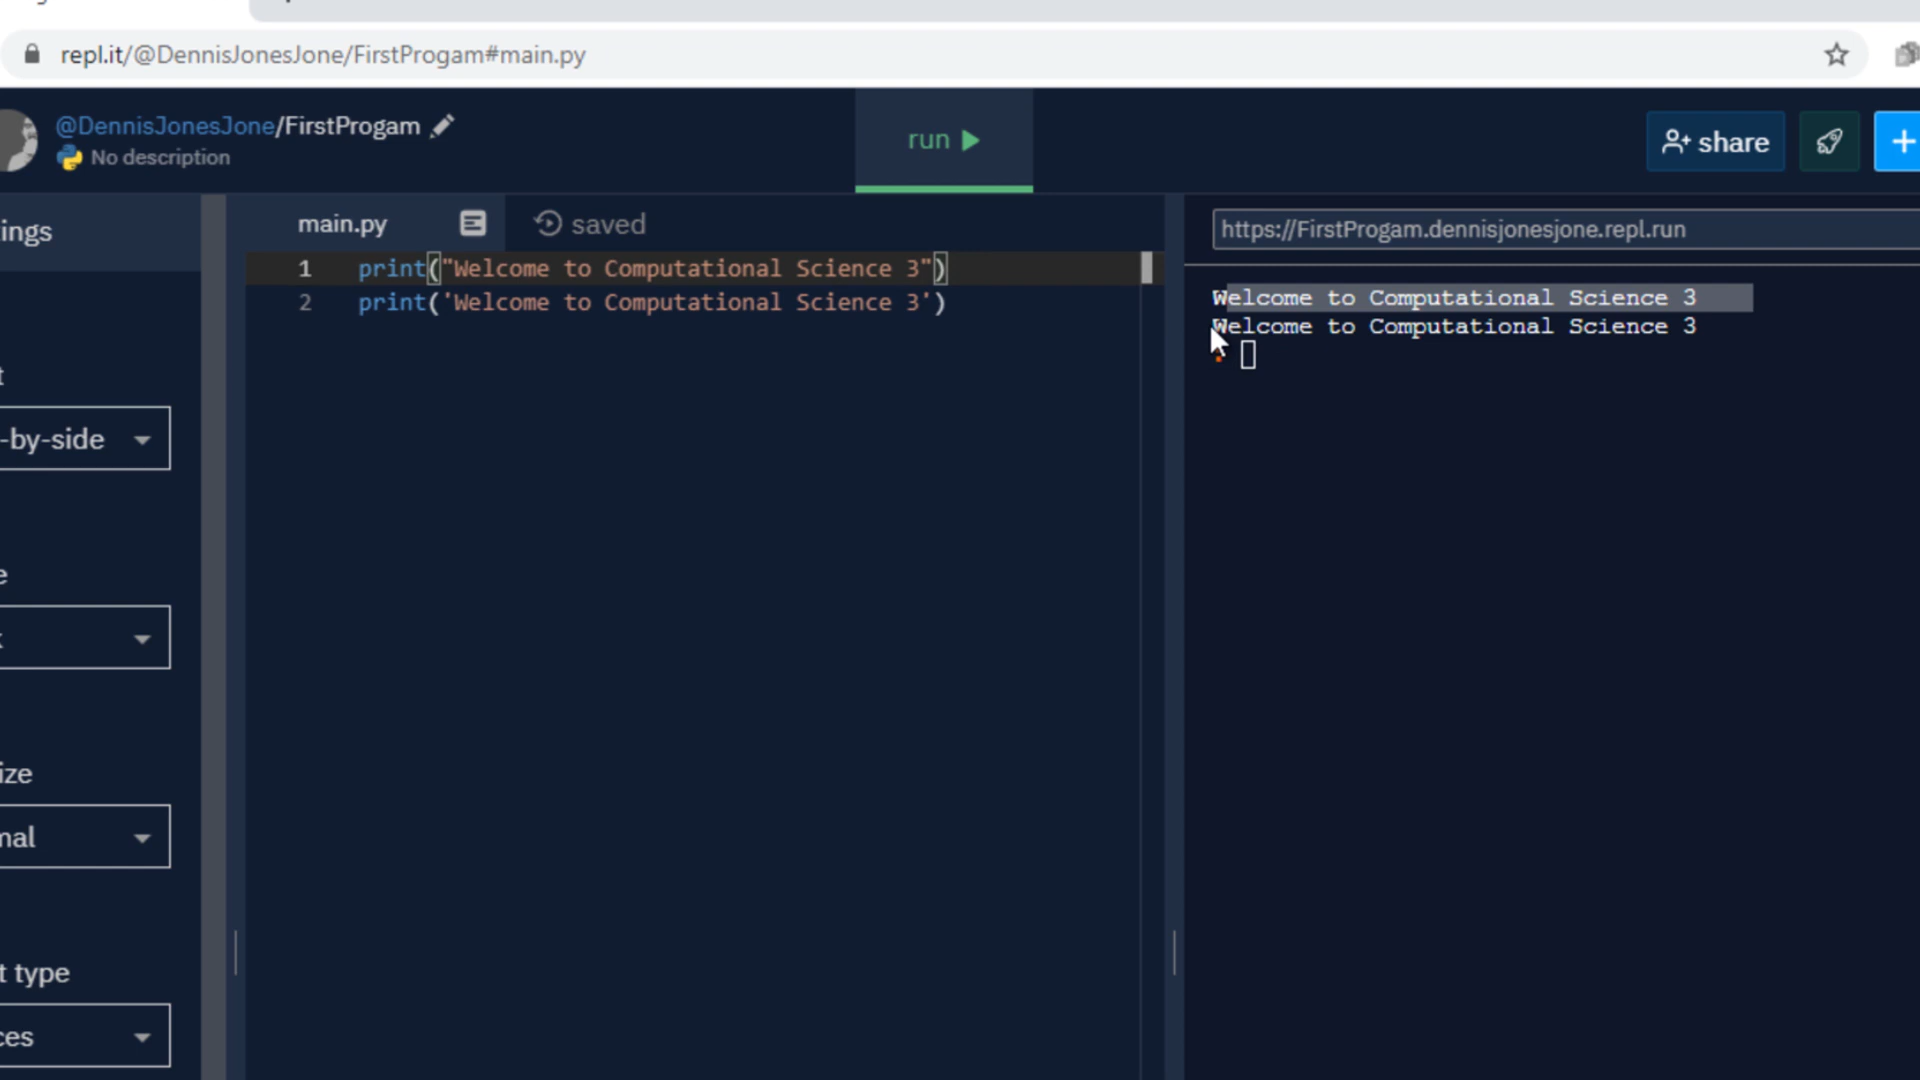 repl.it/@DennisJonesJone/FirstProgam#main.py
@DennisJonesJone/FirstProgam
No description
run
share
ings
main.py
saved
https://FirstProgam.dennisjonesjone.repl.run
1 print("Welcome to Computational Science 3")
2 print('Welcome to Computational Science 3')
Welcome to Computational Science 3
Welcome to Computational Science 3
t
-by-side
e
ize
mal
t type
ces